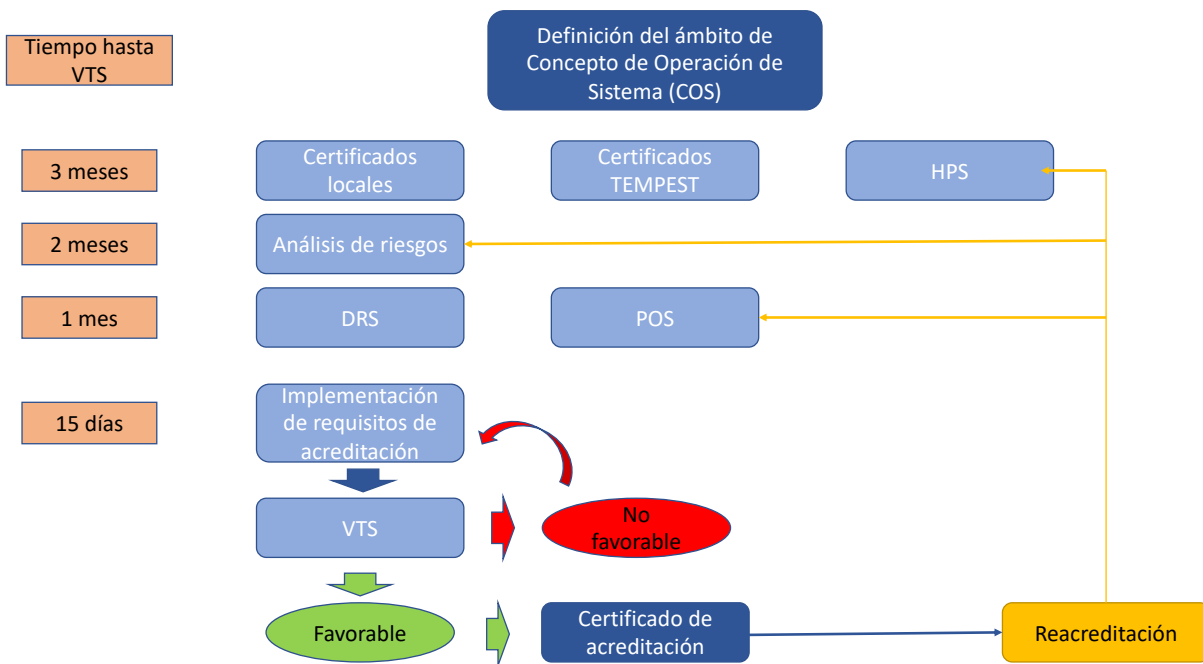 Tiempo hasta
VTS
Definición del ámbito de
Concepto de Operación de
Sistema (COS)
3 meses
Certificados
locales
Certificados
TEMPEST
HPS
2 meses
Análisis de riesgos
1 mes
DRS
POS
15 días
Implementación
de requisitos de
acreditación
VTS
No
favorable
Favorable
Certificado de
acreditación
Reacreditación